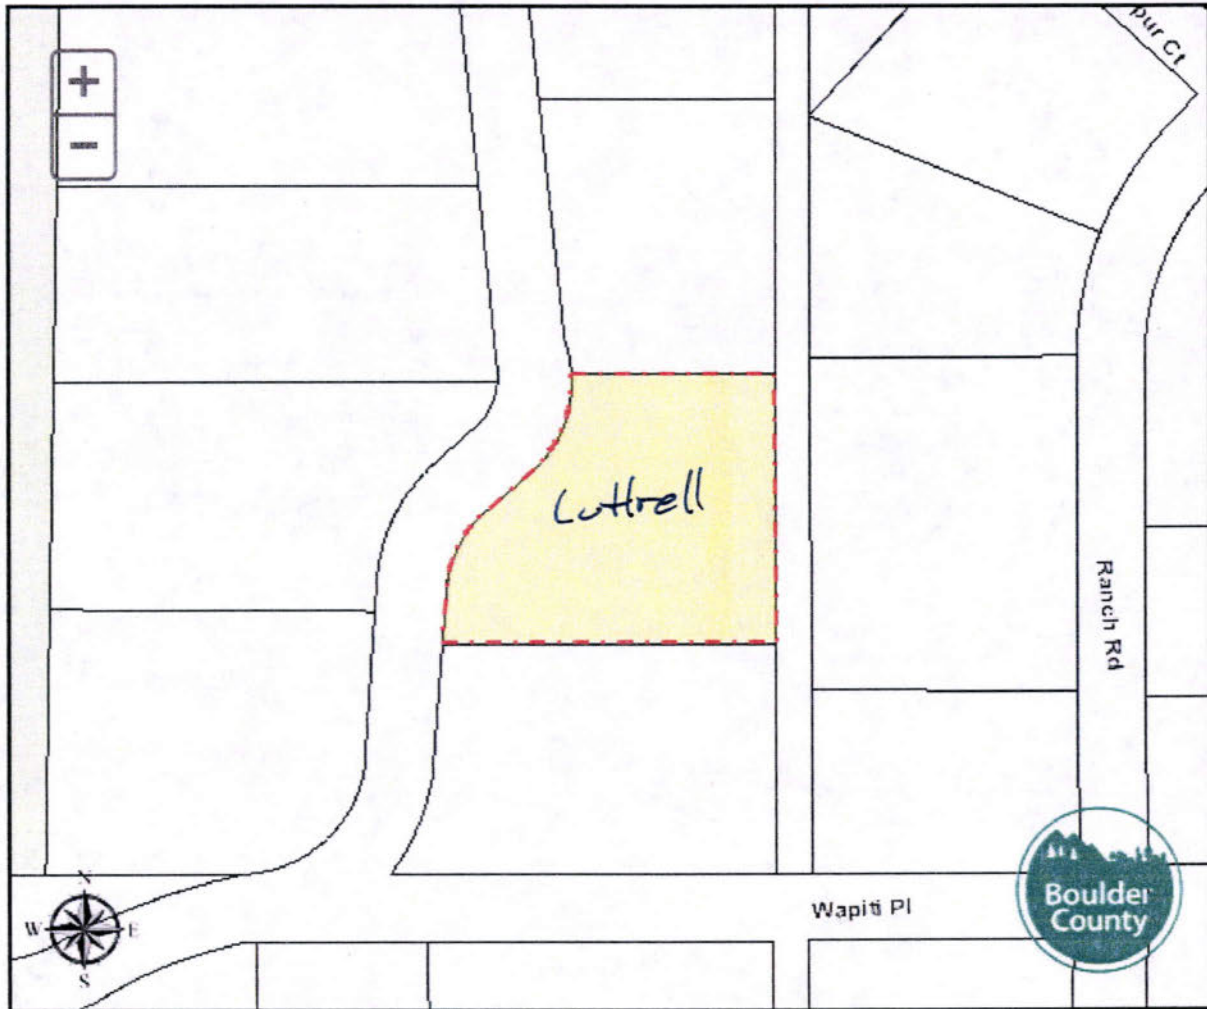 pur Ct
+
−
Luttrell
Ranch Rd
Wapiti Pl
Boulder
County
N
W
E
S